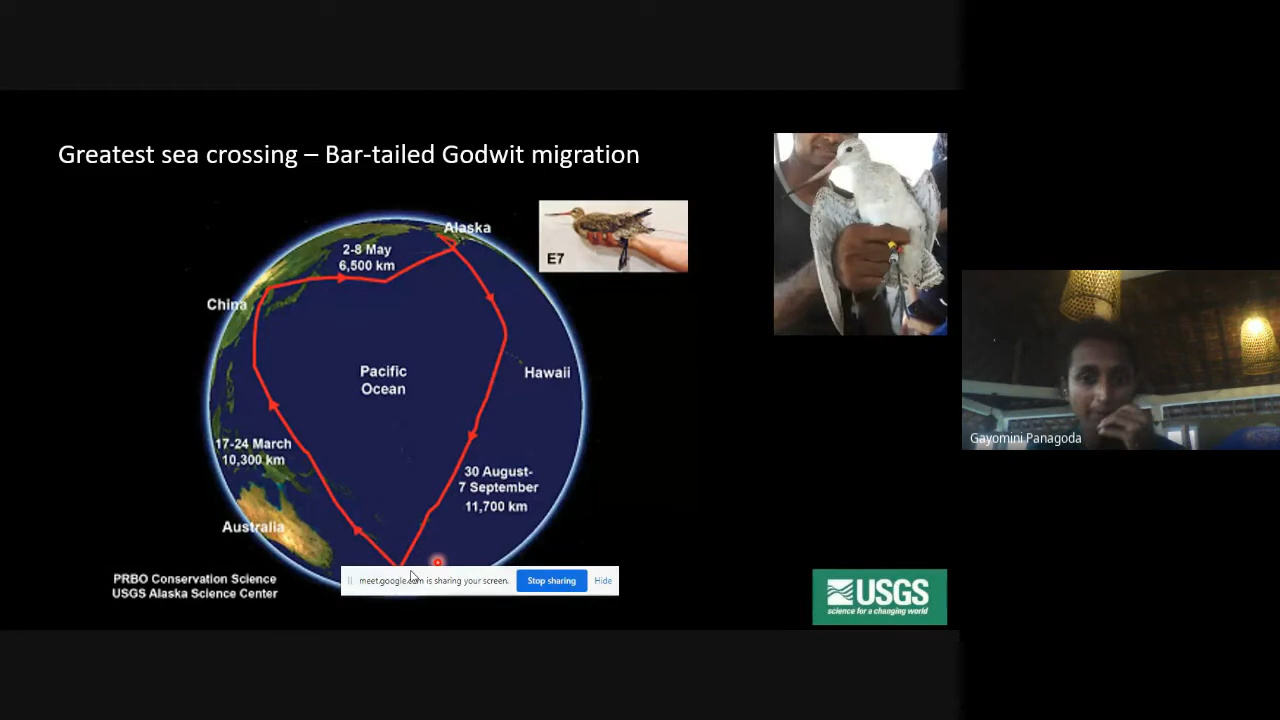 Greatest sea crossing – Bar-tailed Godwit migration
Alaska
2-8 May
6,500 km
E7
China
Hawaii
Pacific
Ocean
17-24 March
10,300 km
30 August-
7 September
11,700 km
Australia
Gayomini Panagoda
PRBO Conservation Science
USGS Alaska Science Center
meet.google.com is sharing your screen.
Stop sharing
Hide
USGS
science for a changing world